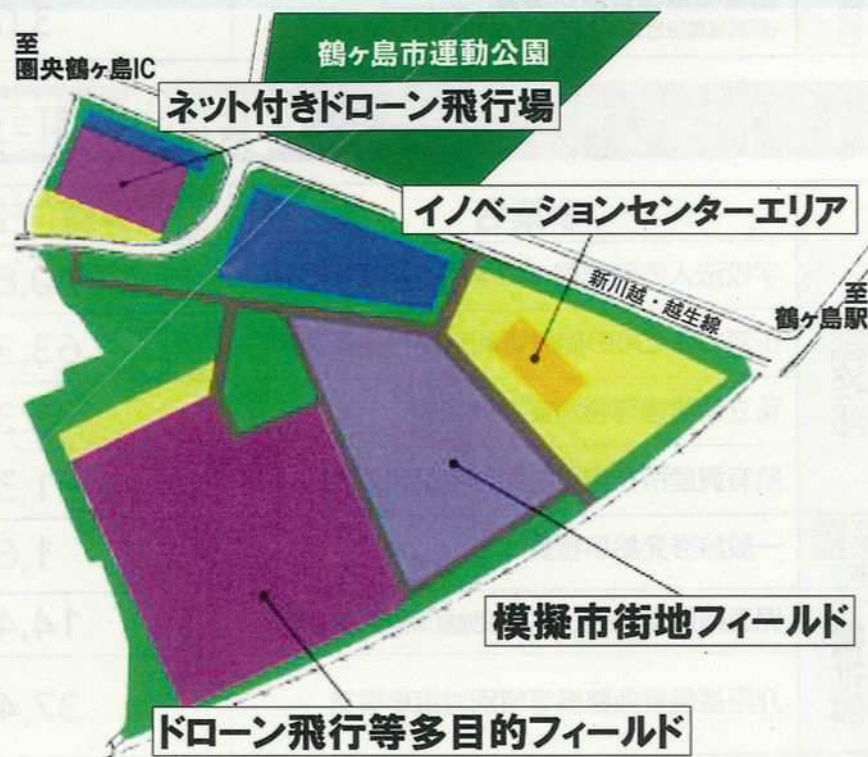 至
圏央鶴ヶ島IC
鶴ヶ島市運動公園
ネット付きドローン飛行場
イノベーションセンターエリア
新川越・越生線
至
鶴ヶ島駅
模擬市街地フィールド
ドローン飛行等多目的フィールド